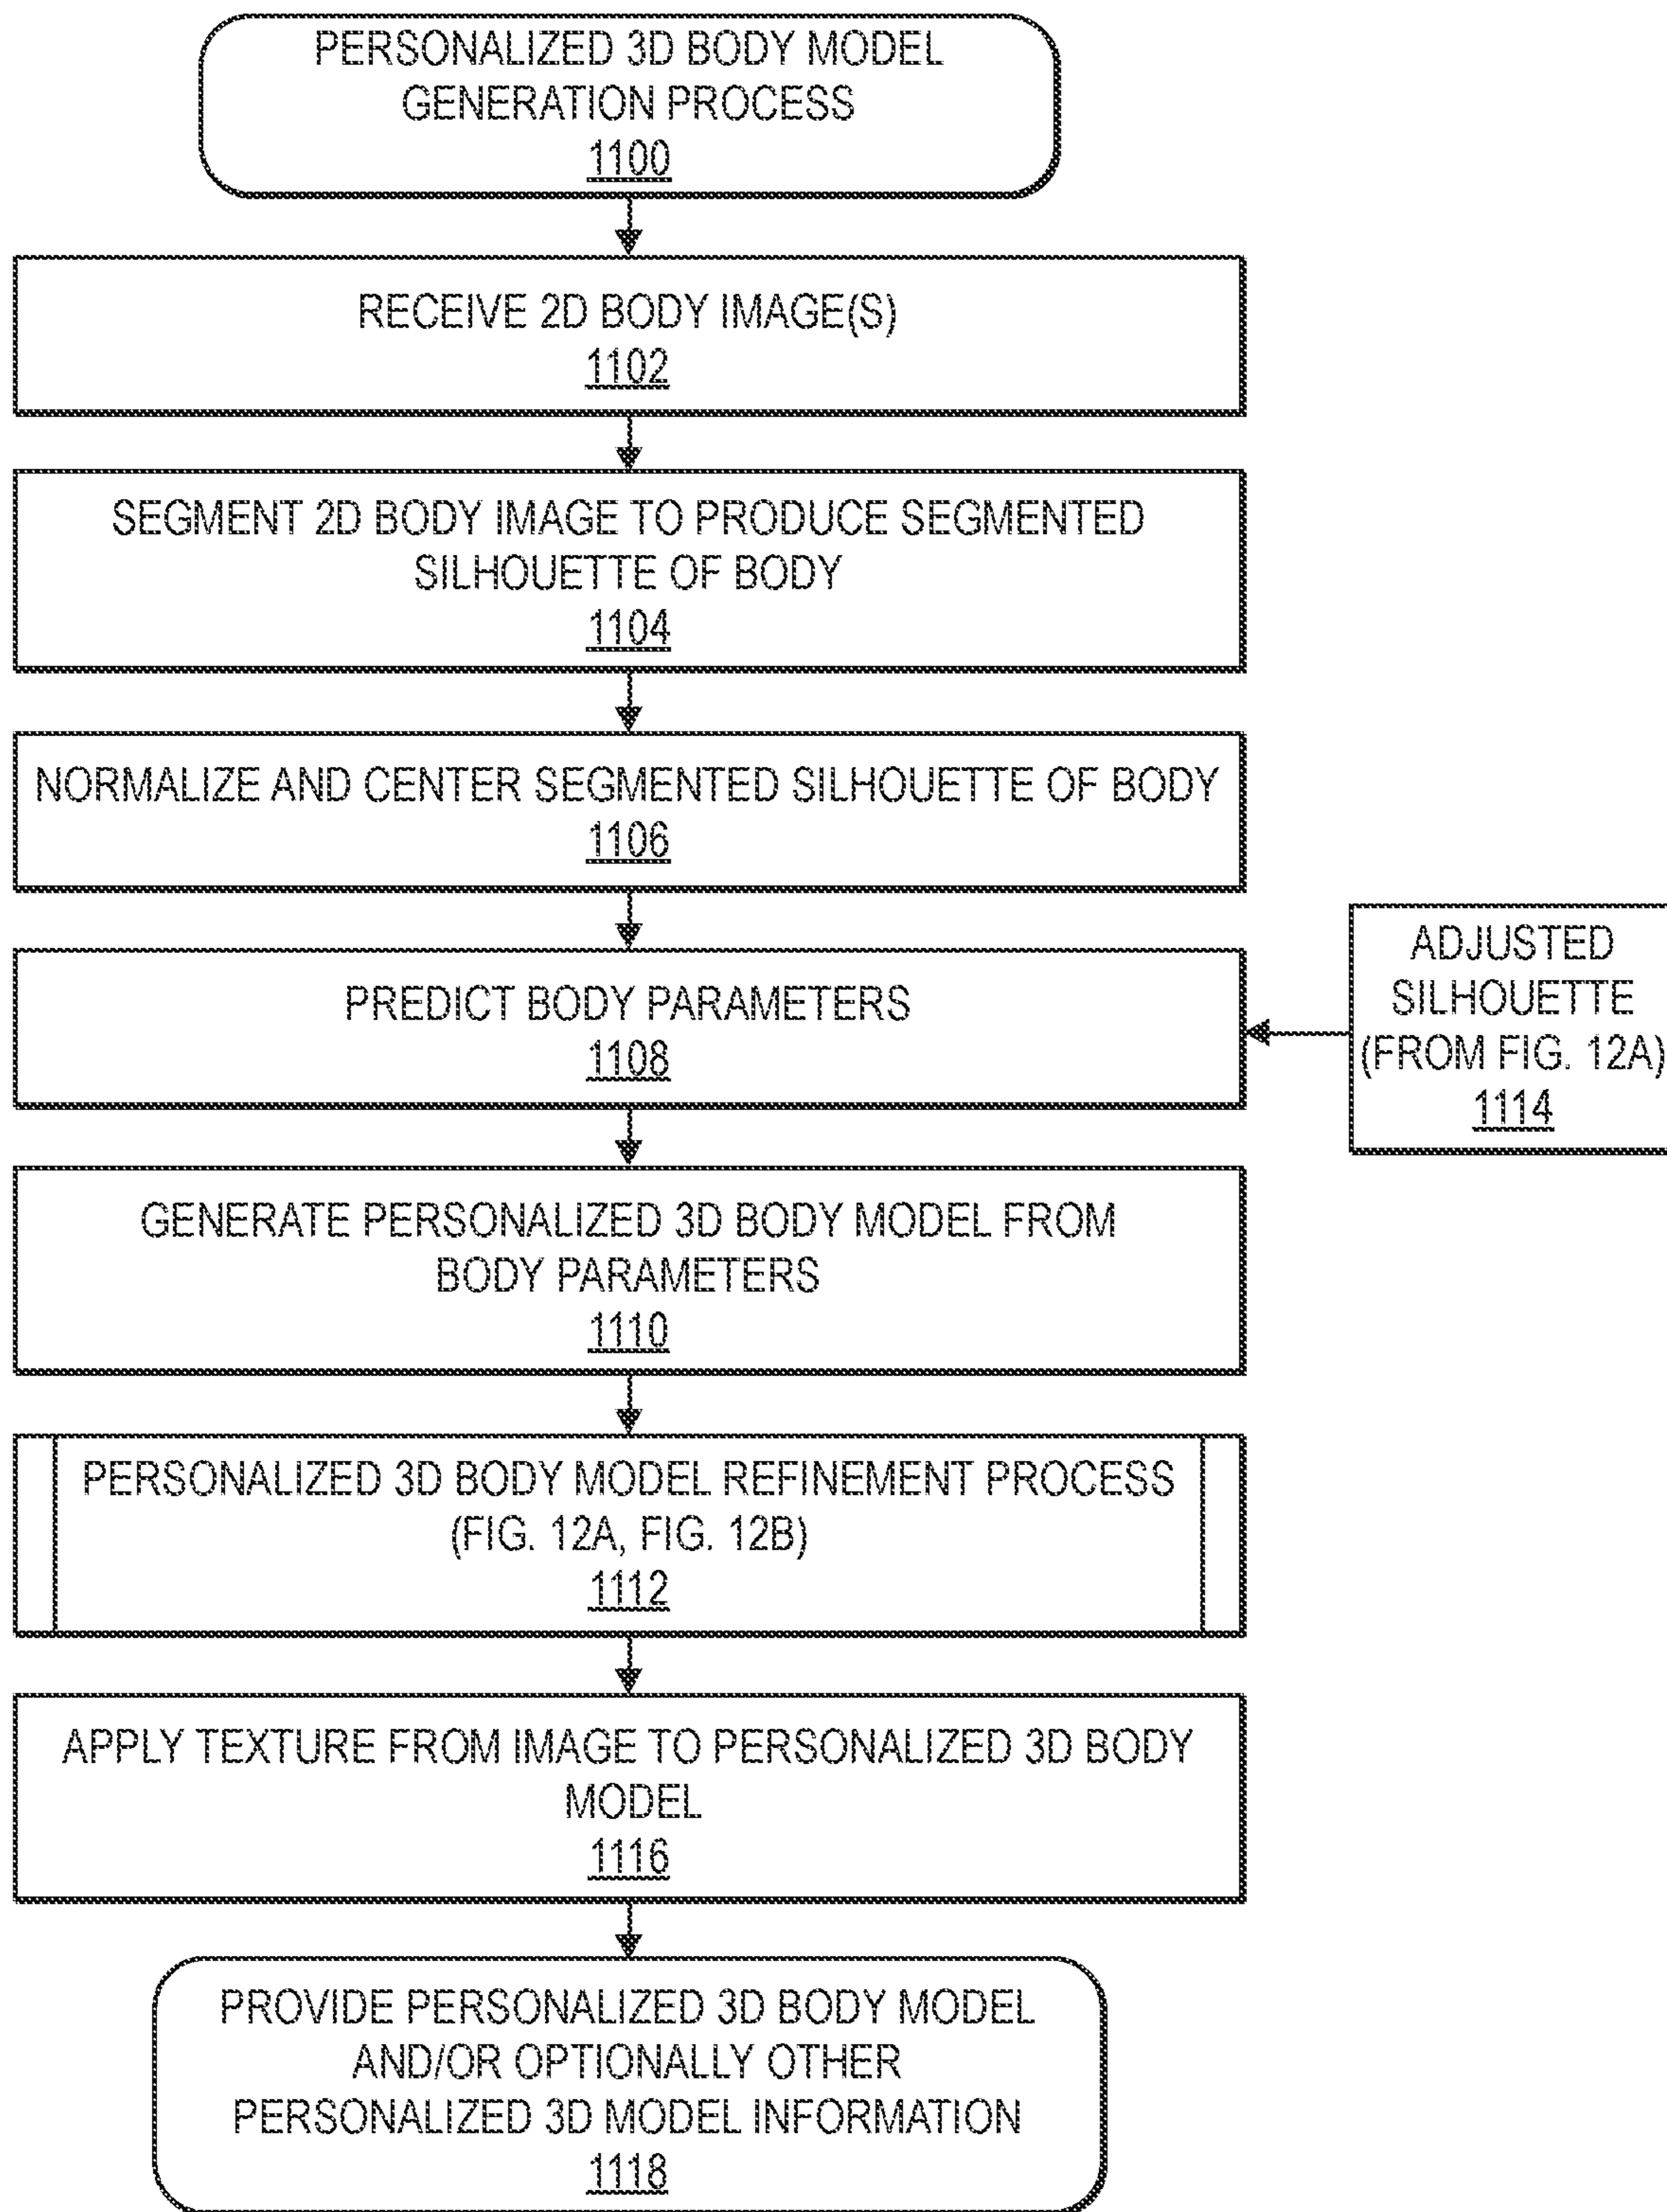 PERSONALIZED 3D BODY MODEL
GENERATION PROCESS
1100
RECEIVE 2D BODY IMAGE(S)
1102
SEGMENT 2D BODY IMAGE TO PRODUCE SEGMENTED
SILHOUETTE OF BODY
1104
NORMALIZE AND CENTER SEGMENTED SILHOUETTE OF BODY
1106
PREDICT BODY PARAMETERS
1108
ADJUSTED
SILHOUETTE
(FROM FIG. 12A)
1114
GENERATE PERSONALIZED 3D BODY MODEL FROM
BODY PARAMETERS
1110
PERSONALIZED 3D BODY MODEL REFINEMENT PROCESS
(FIG. 12A, FIG. 12B)
1112
APPLY TEXTURE FROM IMAGE TO PERSONALIZED 3D BODY
MODEL
1116
PROVIDE PERSONALIZED 3D BODY MODEL
AND/OR OPTIONALLY OTHER
PERSONALIZED 3D MODEL INFORMATION
1118